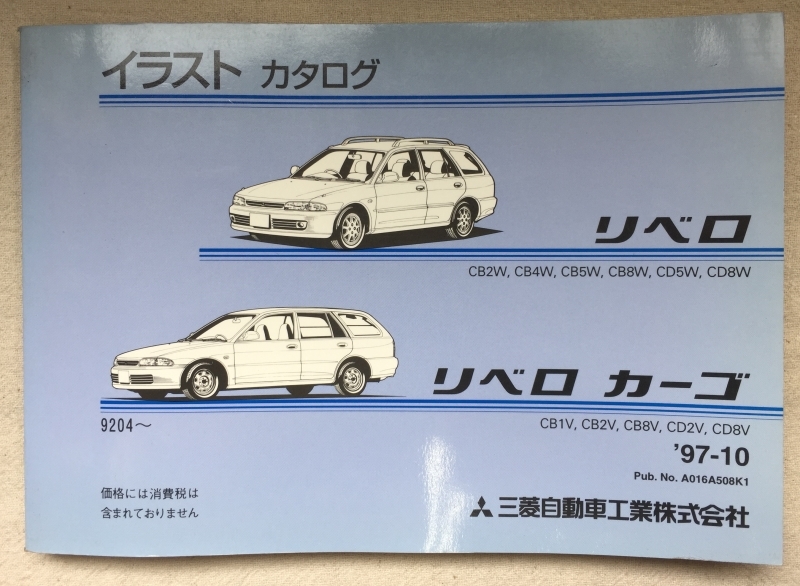 イラスト カタログ
リベロ
CB2W, CB4W, CB5W, CB8W, CD5W, CD8W
リベロ カーゴ
9204～
CB1V, CB2V, CB8V, CD2V, CD8V
'97-10
Pub. No. A016A508K1
価格には消費税は
含まれておりません
三菱自動車工業株式会社